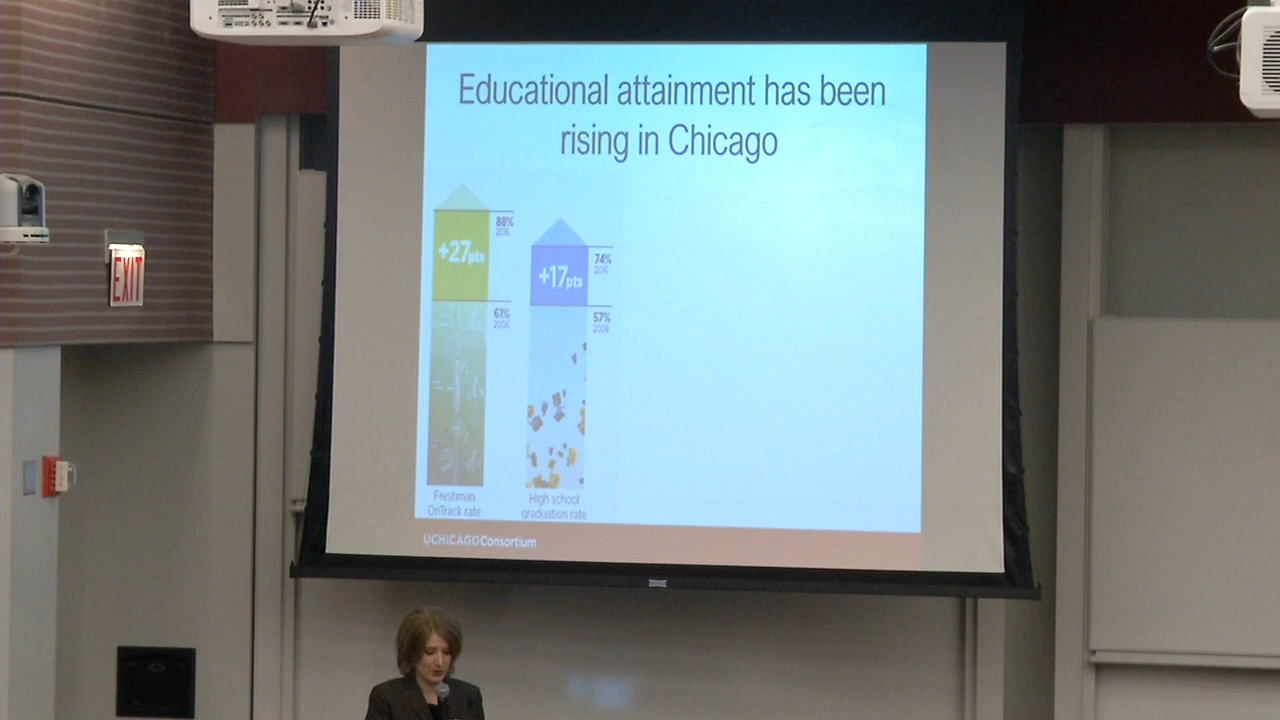 Educational attainment has been
rising in Chicago
88%
2016
+27pts
74%
2016
+17pts
61%
2006
57%
2006
Freshman
OnTrack rate
High school
graduation rate
UCHICAGOConsortium
EXIT